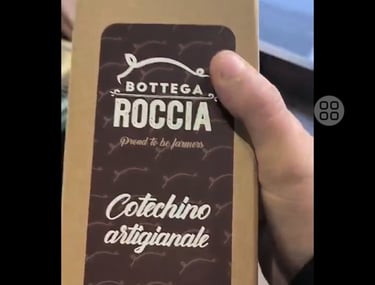 BOTTEGA
ROCCIA
Proud to be farmers
Cotechino
artigianale